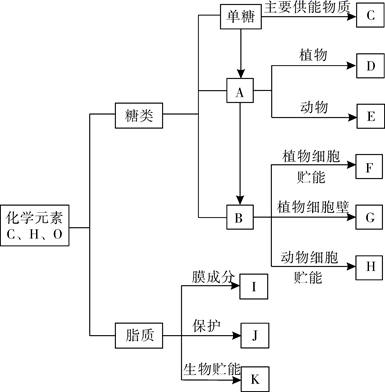 单糖
主要供能物质
C
植物
D
A
糖类
动物
E
植物细胞
贮能
F
化学元素
C、H、O
B
植物细胞壁
G
动物细胞
贮能
H
膜成分
I
脂质
保护
J
生物贮能
K